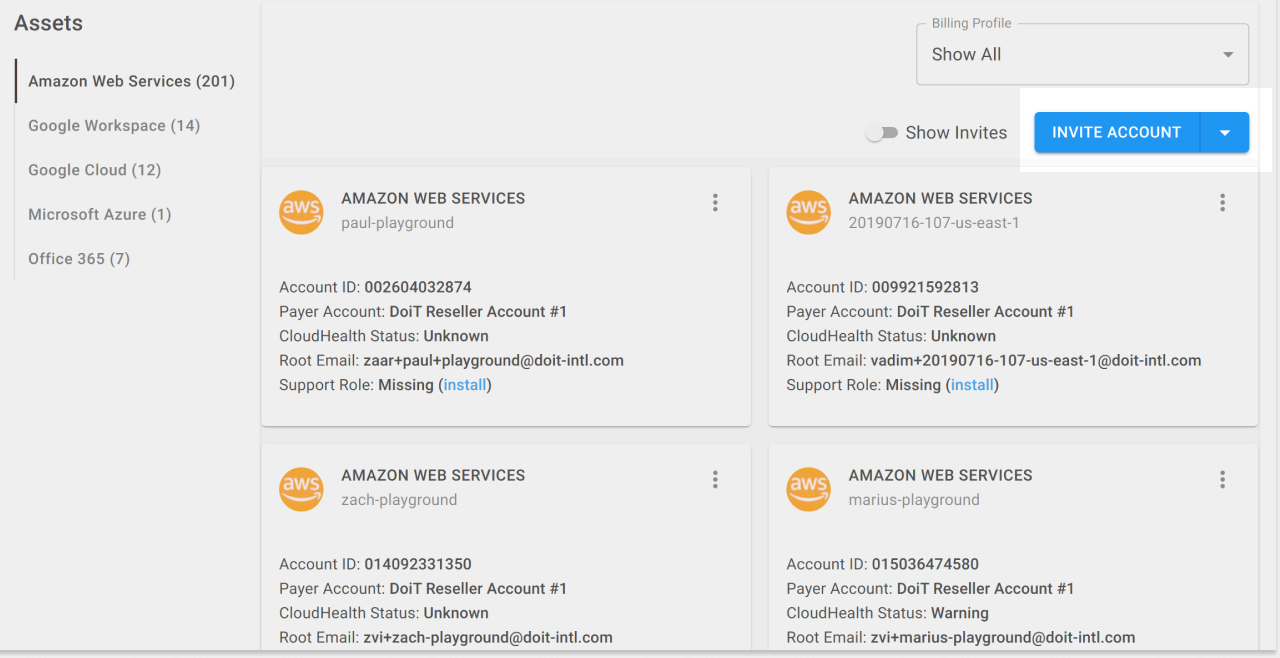 Assets
Amazon Web Services (201)
Google Workspace (14)
Google Cloud (12)
Microsoft Azure (1)
Office 365 (7)
Billing Profile
Show All
Show Invites
INVITE ACCOUNT
aws
AMAZON WEB SERVICES
paul-playground
Account ID: 002604032874
Payer Account: DoiT Reseller Account #1
CloudHealth Status: Unknown
Root Email: zaar+paul+playground@doit-intl.com
Support Role: Missing (install)
aws
AMAZON WEB SERVICES
20190716-107-us-east-1
Account ID: 009921592813
Payer Account: DoiT Reseller Account #1
CloudHealth Status: Unknown
Root Email: vadim+20190716-107-us-east-1@doit-intl.com
Support Role: Missing (install)
aws
AMAZON WEB SERVICES
zach-playground
Account ID: 014092331350
Payer Account: DoiT Reseller Account #1
CloudHealth Status: Unknown
Root Email: zvi+zach-playground@doit-intl.com
aws
AMAZON WEB SERVICES
marius-playground
Account ID: 015036474580
Payer Account: DoiT Reseller Account #1
CloudHealth Status: Warning
Root Email: zvi+marius-playground@doit-intl.com